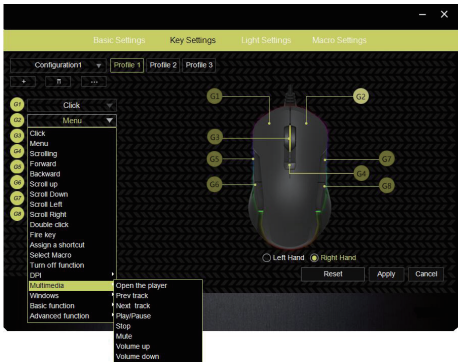 Basic Settings Key Settings Light Settings Macro Settings
Configuration1 Profile 1 Profile 2 Profile 3
+ ...
G1 Click
G2 Menu
G3 Click
Menu
G4 Scrolling
Forward
G5 Backward
G6 Scroll up
Scroll Down
G7 Scroll Left
G8 Scroll Right
Double click
Fire key
Assign a shortcut
Select Macro
Turn off function
DPI
Multimedia
Windows
Basic function
Advanced function
Open the player
Prev track
Next track
Play/Pause
Stop
Mute
Volume up
Volume down
G1 G2
G3
G5 G7
G4
G6 G8
Left Hand Right Hand
Reset Apply Cancel